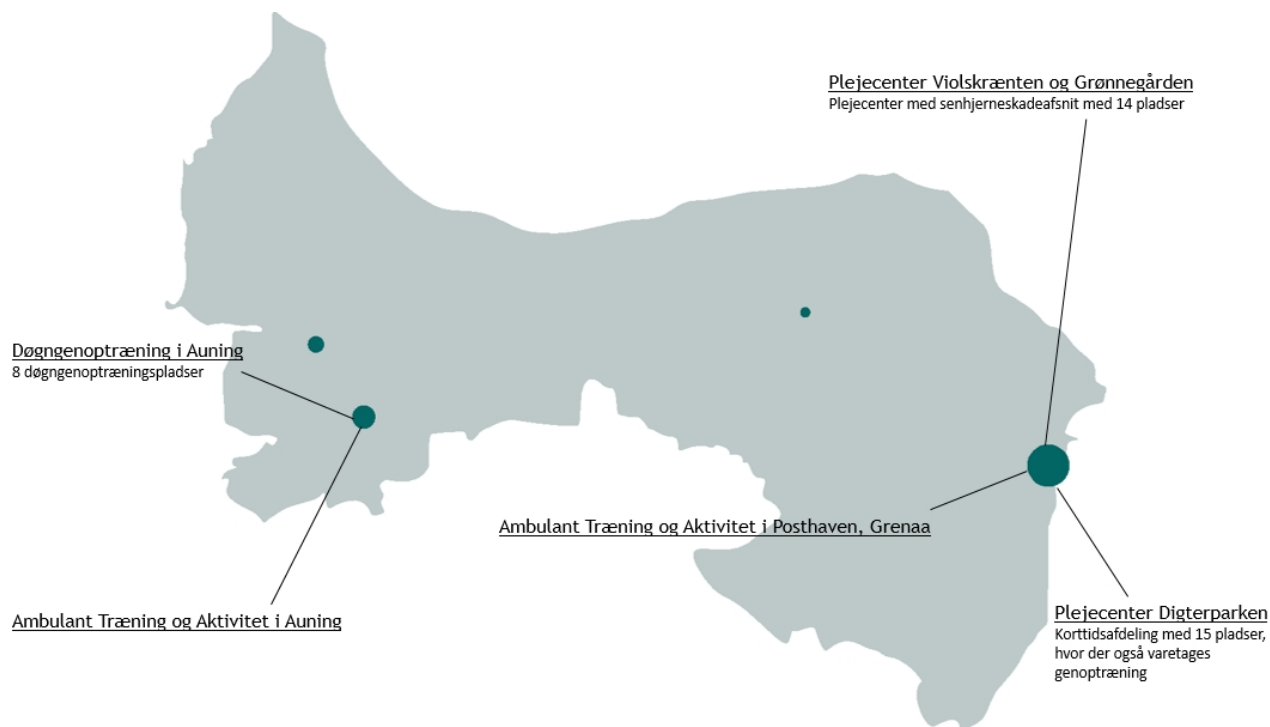 Plejecenter Violskrænten og Grønnegården
Plejecenter med senhjerneskadeafsnit med 14 pladser
Døgngenoptræning i Auning
8 døgngenoptræningspladser
Ambulant Træning og Aktivitet i Posthaven, Grenaa
Ambulant Træning og Aktivitet i Auning
Plejecenter Digterparken
Korttidsafdeling med 15 pladser,
hvor der også varetages
genoptræning